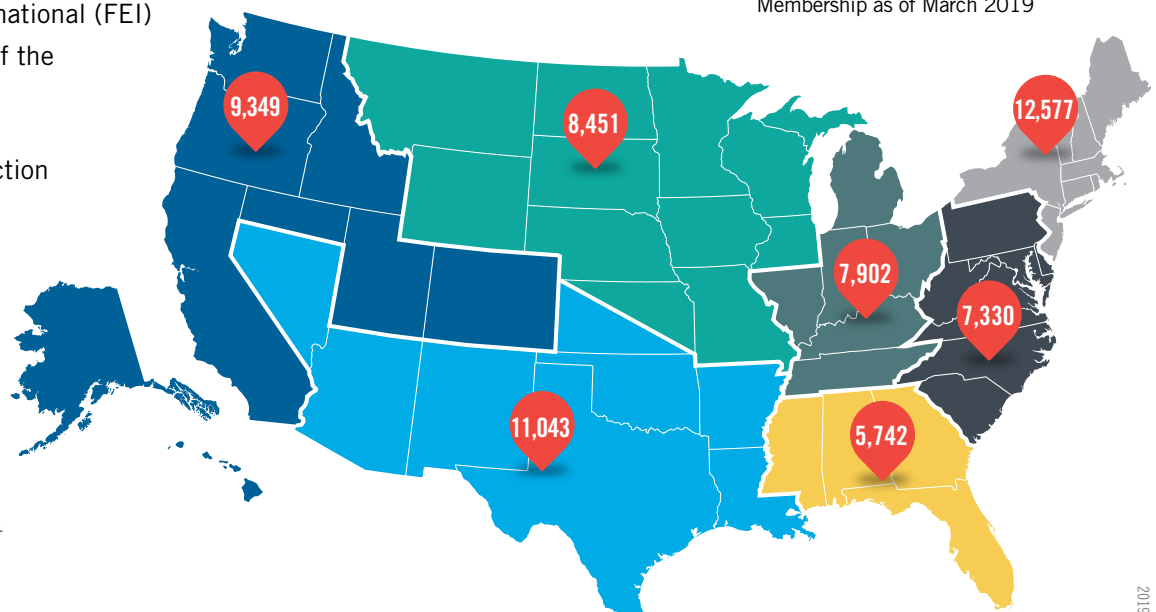 national (FEI)
Membership as of March 2019
f the
ction
9,349
8,451
12,577
7,902
7,330
11,043
5,742
2019